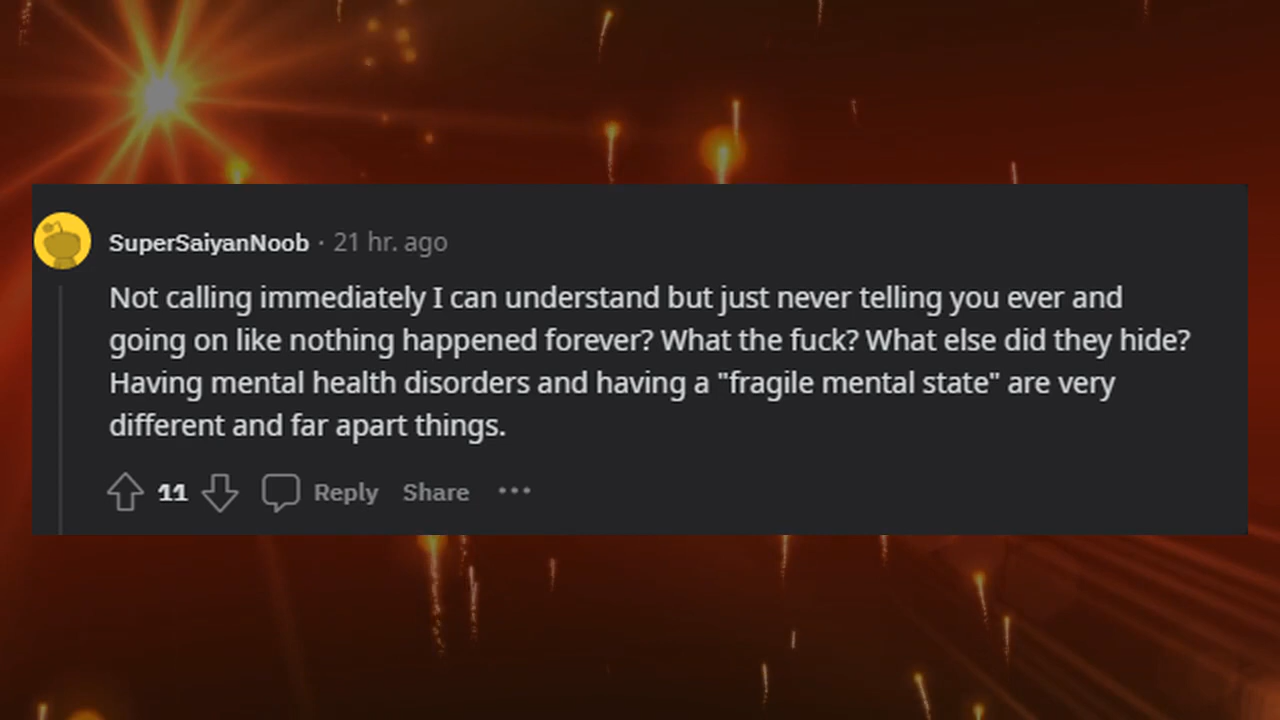 SuperSaiyanNoob · 21 hr. ago
Not calling immediately I can understand but just never telling you ever and
going on like nothing happened forever? What the fuck? What else did they hide?
Having mental health disorders and having a "fragile mental state" are very
different and far apart things.
11 Reply Share ···